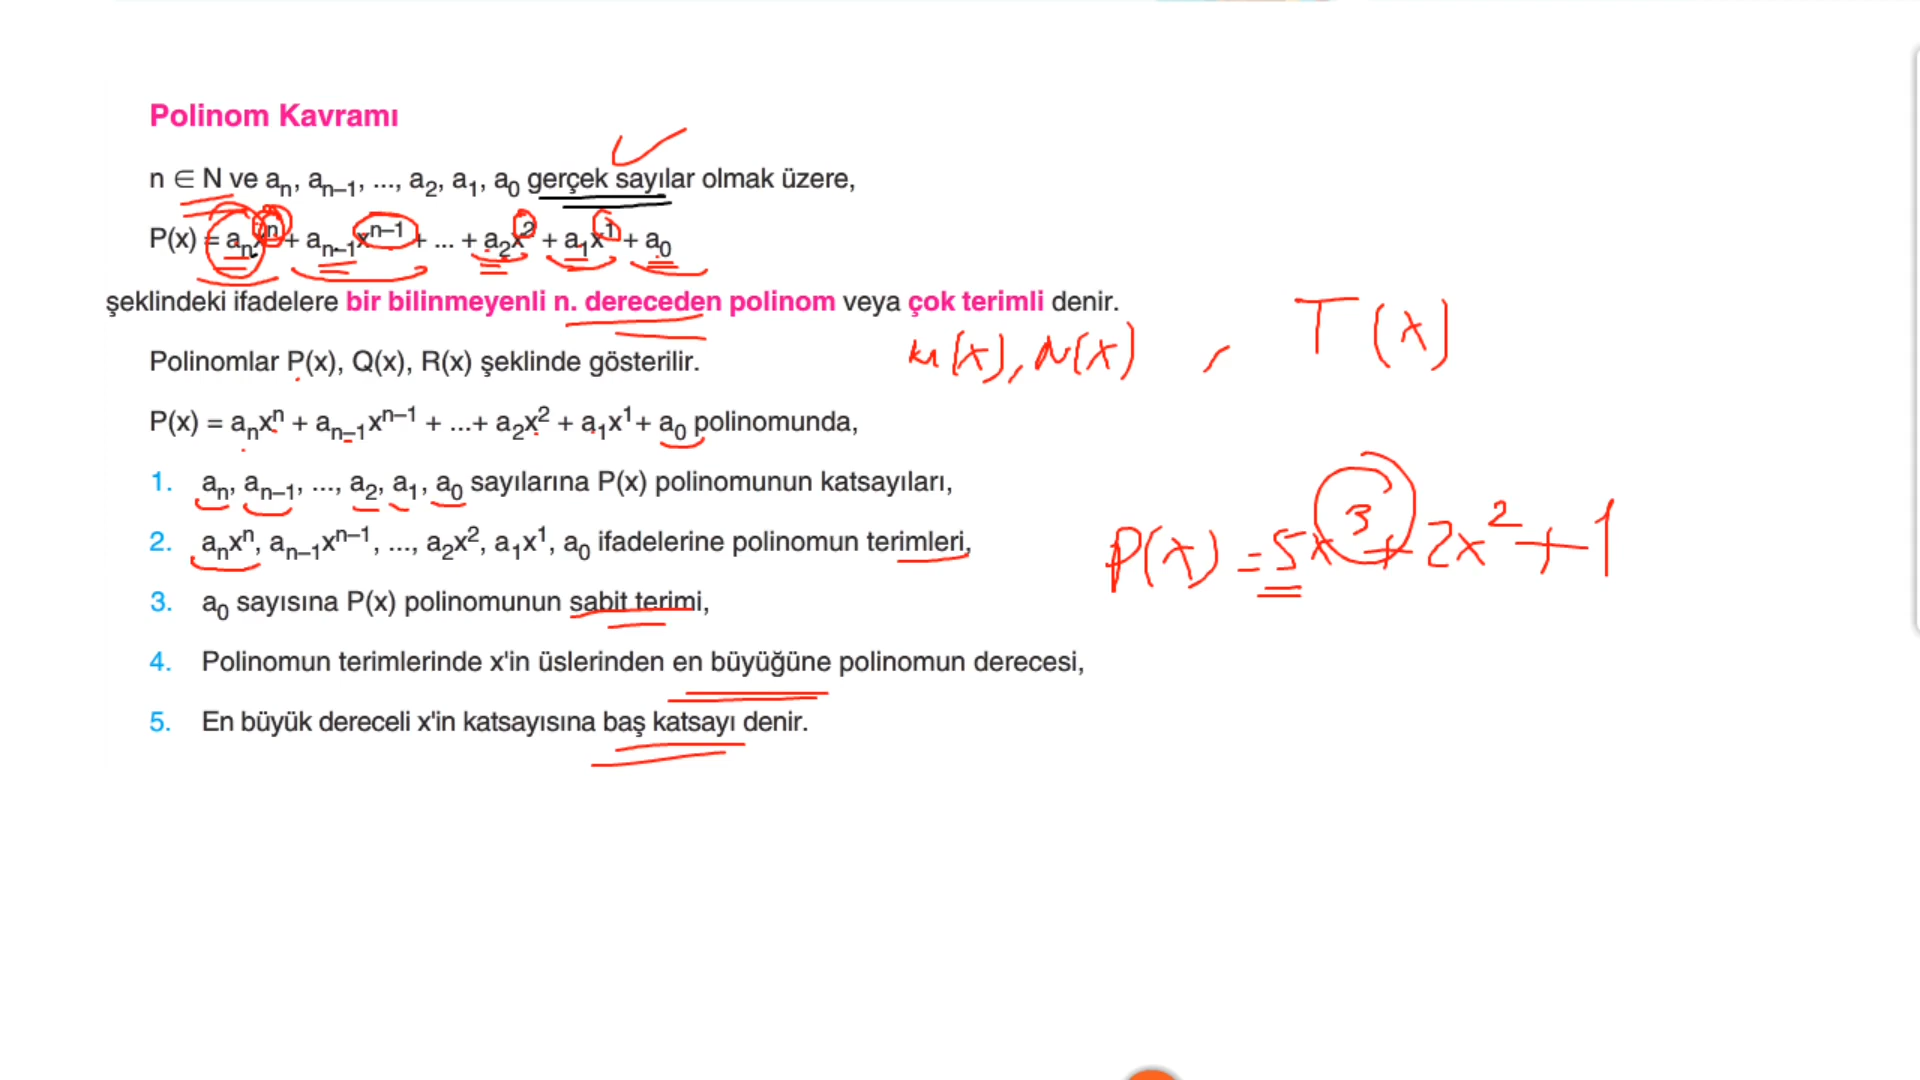 Polinom Kavramı
n ∈ N ve aₙ, aₙ₋₁, ..., a₂, a₁, a₀ gerçek sayılar olmak üzere,
P(x) = aₙxⁿ + aₙ₋₁xⁿ⁻¹ + ... + a₂x² + a₁x¹ + a₀
şeklindeki ifadelere bir bilinmeyenli n. dereceden polinom veya çok terimli denir.
M(x), N(x) , T(x)
Polinomlar P(x), Q(x), R(x) şeklinde gösterilir.
P(x) = aₙxⁿ + aₙ₋₁xⁿ⁻¹ + ...+ a₂x² + a₁x¹+ a₀ polinomunda,
1. aₙ, aₙ₋₁, ..., a₂, a₁, a₀ sayılarına P(x) polinomunun katsayıları,
2. aₙxⁿ, aₙ₋₁xⁿ⁻¹, ..., a₂x², a₁x¹, a₀ ifadelerine polinomun terimleri,
P(x) = 5x³ + 2x² + 1
3. a₀ sayısına P(x) polinomunun sabit terimi,
4. Polinomun terimlerinde x'in üslerinden en büyüğüne polinomun derecesi,
5. En büyük dereceli x'in katsayısına baş katsayı denir.